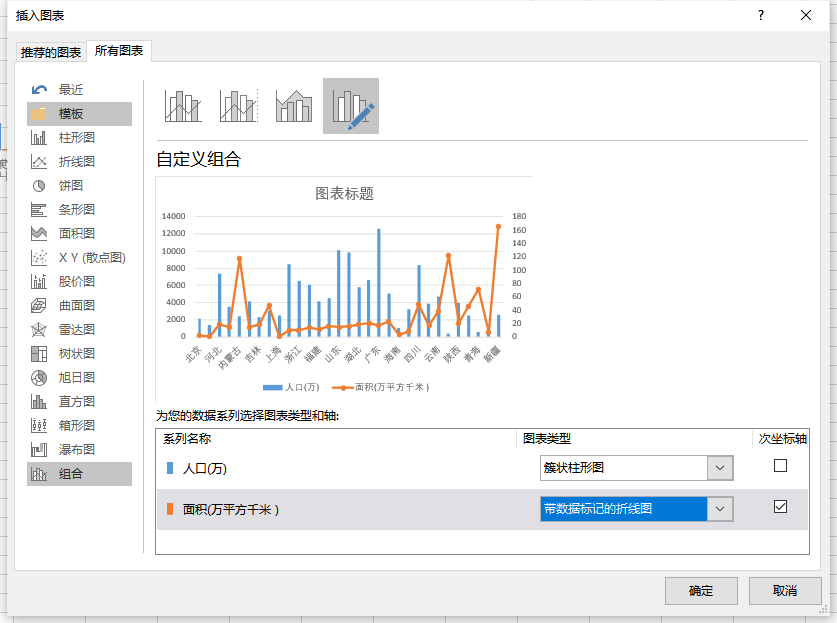 插入图表
?
推荐的图表
所有图表
最近
模板
柱形图
折线图
饼图
条形图
面积图
X Y (散点图)
股价图
曲面图
雷达图
树状图
旭日图
直方图
箱形图
瀑布图
组合
自定义组合
图表标题
14000
12000
10000
8000
6000
4000
2000
0
180
160
140
120
100
80
60
40
20
0
北京
河北
内蒙古
吉林
上海
浙江
福建
山东
湖北
广东
海南
四川
云南
陕西
青海
新疆
人口(万)
面积(万平方千米 )
为您的数据系列选择图表类型和轴:
系列名称 图表类型 次坐标轴
人口(万) 簇状柱形图
面积(万平方千米 ) 带数据标记的折线图
确定 取消